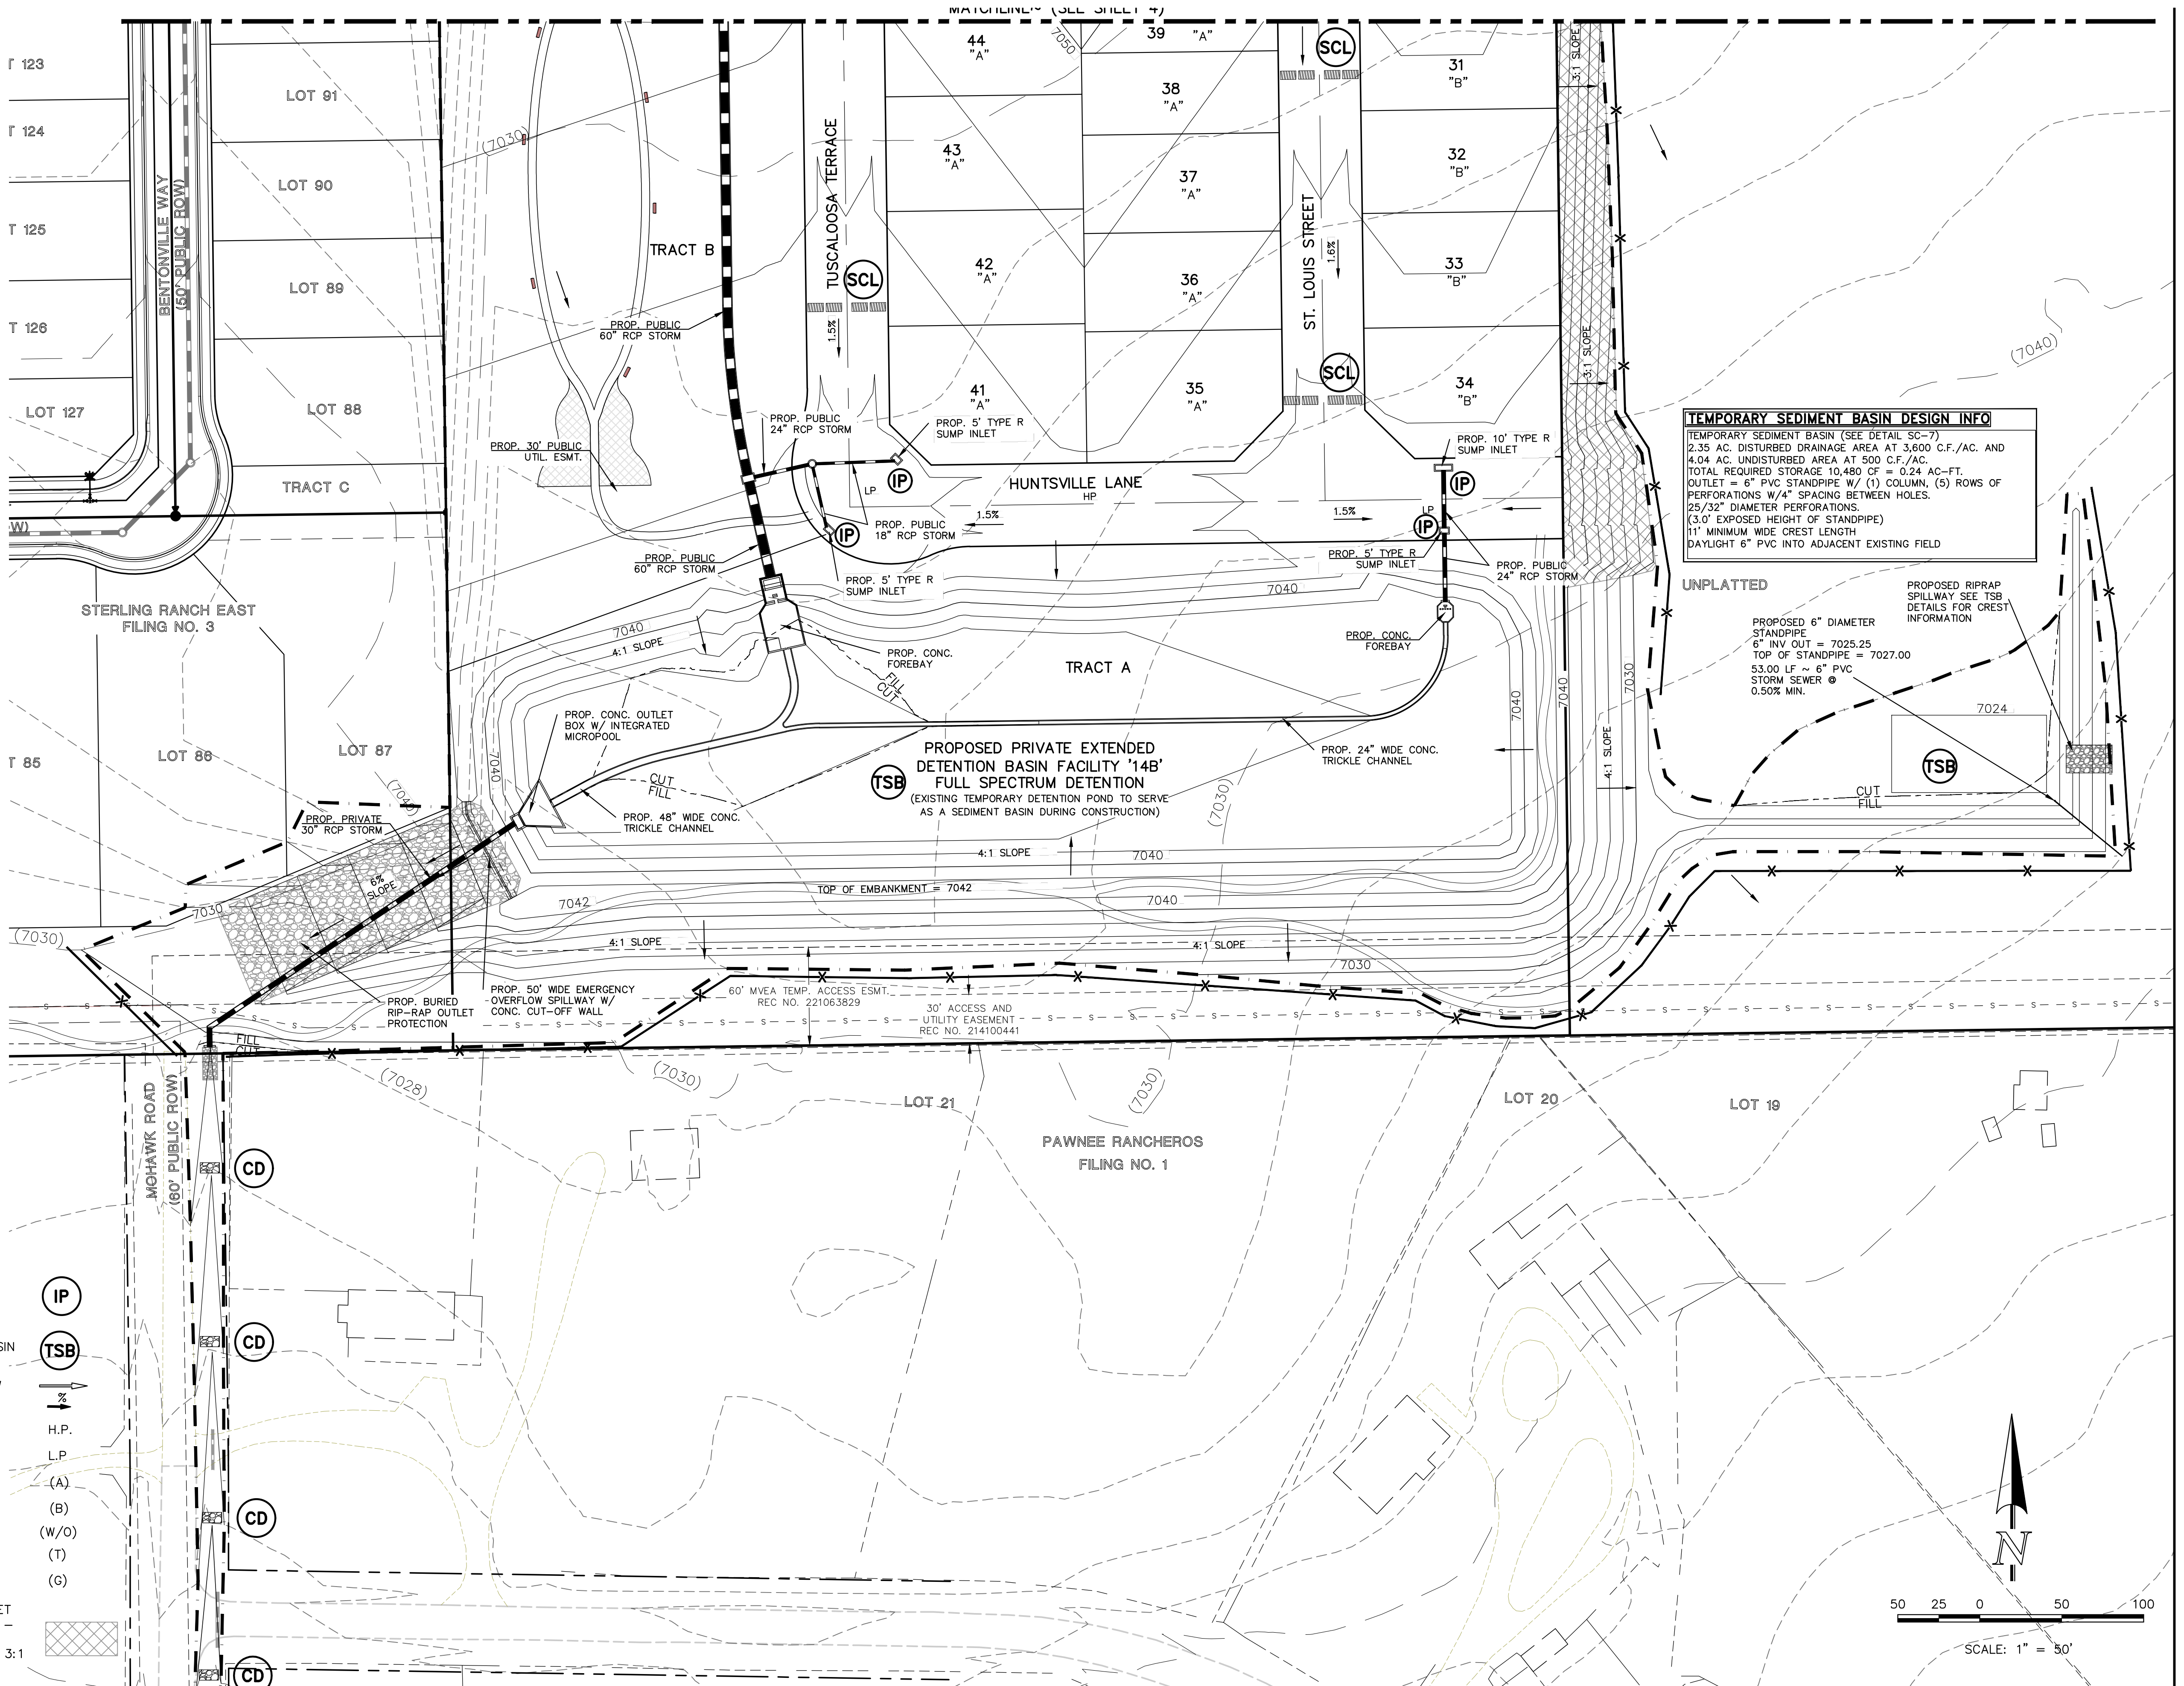 MATCHLINE~ (SEE SHEET 4)
T 123
T 124
T 125
T 126
LOT 127
BENTONVILLE WAY
(50' PUBLIC ROW)
LOT 91
LOT 90
LOT 89
LOT 88
TRACT C
W)
STERLING RANCH EAST
FILING NO. 3
T 85
LOT 86
LOT 87
(7030)
TRACT B
PROP. PUBLIC
60" RCP STORM
PROP. 30' PUBLIC
UTIL. ESMT.
TUSCALOOSA TERRACE
SCL
1.5%
44
"A"
43
"A"
42
"A"
41
"A"
7050
39
"A"
38
"A"
37
"A"
36
"A"
35
"A"
ST. LOUIS STREET
SCL
1.6%
SCL
31
"B"
32
"B"
33
"B"
34
"B"
3:1 SLOPE
3:1 SLOPE
(7040)
PROP. PUBLIC
24" RCP STORM
PROP. 5' TYPE R
SUMP INLET
IP
LP
HUNTSVILLE LANE
HP
1.5%
1.5%
LP
PROP. PUBLIC
18" RCP STORM
IP
PROP. 5' TYPE R
SUMP INLET
PROP. PUBLIC
60" RCP STORM
PROP. 10' TYPE R
SUMP INLET
IP
IP
PROP. 5' TYPE R
SUMP INLET
PROP. PUBLIC
24" RCP STORM
TEMPORARY SEDIMENT BASIN DESIGN INFO
TEMPORARY SEDIMENT BASIN (SEE DETAIL SC-7)
2.35 AC. DISTURBED DRAINAGE AREA AT 3,600 C.F./AC. AND
4.04 AC. UNDISTURBED AREA AT 500 C.F./AC.
TOTAL REQUIRED STORAGE 10,480 CF = 0.24 AC-FT.
OUTLET = 6" PVC STANDPIPE W/ (1) COLUMN, (5) ROWS OF
PERFORATIONS W/4" SPACING BETWEEN HOLES.
25/32" DIAMETER PERFORATIONS.
(3.0' EXPOSED HEIGHT OF STANDPIPE)
11' MINIMUM WIDE CREST LENGTH
DAYLIGHT 6" PVC INTO ADJACENT EXISTING FIELD
UNPLATTED
PROPOSED RIPRAP
SPILLWAY SEE TSB
DETAILS FOR CREST
INFORMATION
PROPOSED 6" DIAMETER
STANDPIPE
6" INV OUT = 7025.25
TOP OF STANDPIPE = 7027.00
53.00 LF ~ 6" PVC
STORM SEWER @
0.50% MIN.
7024
TSB
CUT
FILL
7040
7040
4:1 SLOPE
PROP. CONC.
FOREBAY
FILL
CUT
TRACT A
PROP. CONC.
FOREBAY
7040
7040
7030
4:1 SLOPE
PROP. CONC. OUTLET
BOX W/ INTEGRATED
MICROPOOL
7040
CUT
FILL
PROP. 48" WIDE CONC.
TRICKLE CHANNEL
TSB
PROPOSED PRIVATE EXTENDED
DETENTION BASIN FACILITY '14B'
FULL SPECTRUM DETENTION
(EXISTING TEMPORARY DETENTION POND TO SERVE
AS A SEDIMENT BASIN DURING CONSTRUCTION)
(7030)
PROP. 24" WIDE CONC.
TRICKLE CHANNEL
PROP. PRIVATE
30" RCP STORM
6%
SLOPE
7030
(7030)
4:1 SLOPE
7040
TOP OF EMBANKMENT = 7042
7042
7040
4:1 SLOPE
4:1 SLOPE
7030
PROP. BURIED
RIP-RAP OUTLET
PROTECTION
PROP. 50' WIDE EMERGENCY
OVERFLOW SPILLWAY W/
CONC. CUT-OFF WALL
60' MVEA TEMP. ACCESS ESMT.
REC NO. 221063829
30' ACCESS AND
UTILITY EASEMENT
REC NO. 214100441
FILL
CUT
MOHAWK ROAD
(60' PUBLIC ROW)
(7028)
(7030)
(7030)
LOT 21
LOT 20
LOT 19
PAWNEE RANCHEROS
FILING NO. 1
CD
CD
CD
CD
IP
SIN
TSB
%
H.P.
L.P
(A)
(B)
(W/O)
(T)
(G)
ET
3:1
N
50 25 0 50 100
SCALE: 1" = 50'